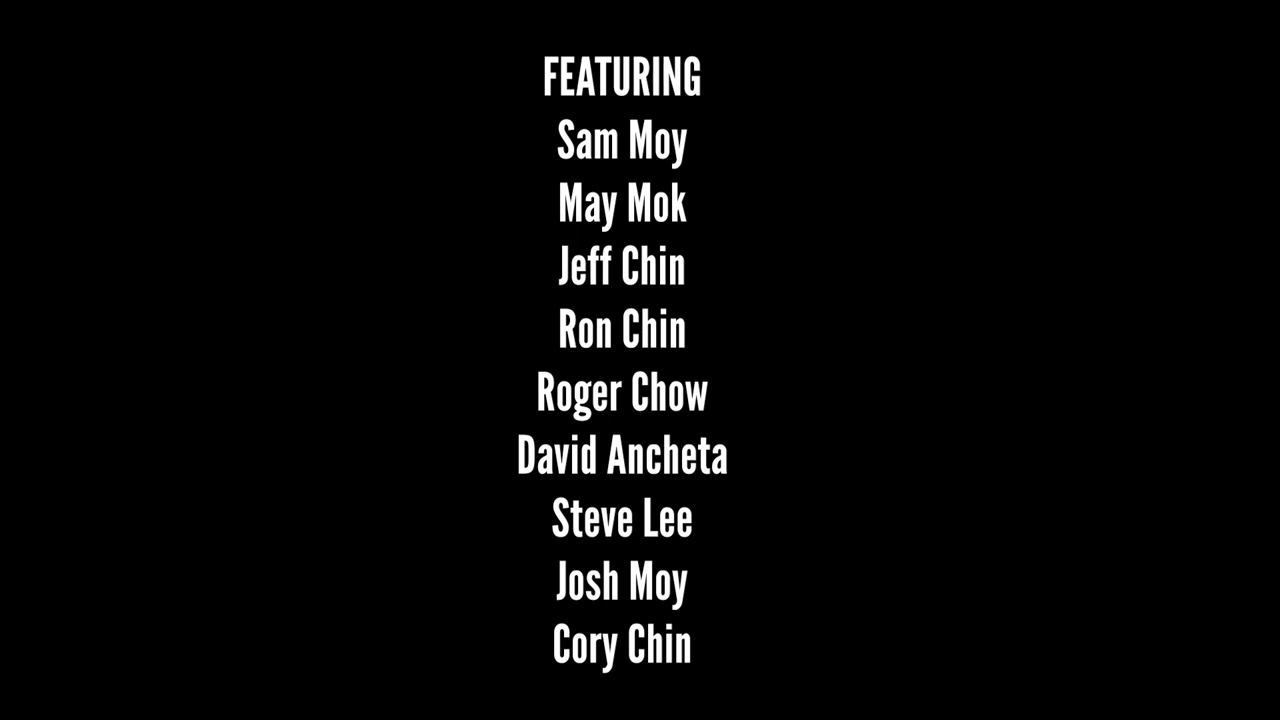 FEATURING
Sam Moy
May Mok
Jeff Chin
Ron Chin
Roger Chow
David Ancheta
Steve Lee
Josh Moy
Cory Chin